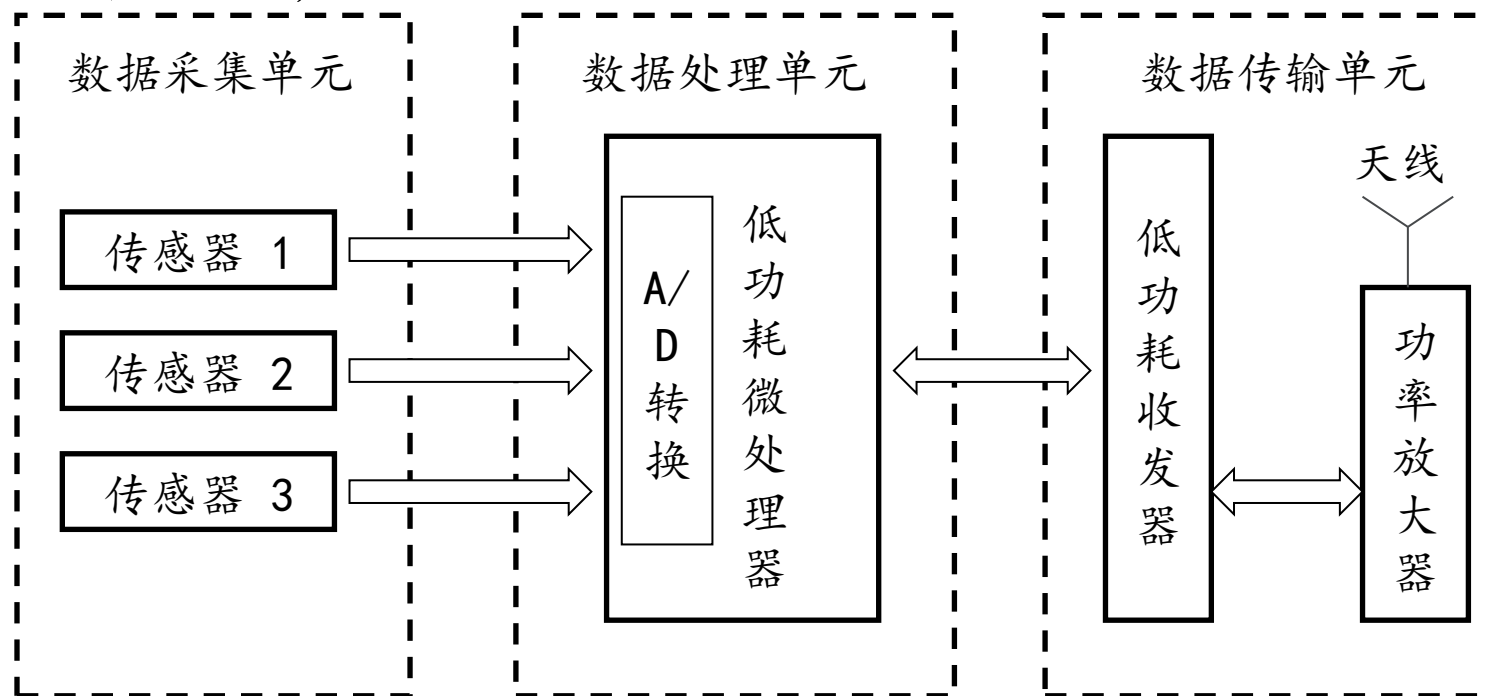 数据采集单元
数据处理单元
数据传输单元
传感器 1
传感器 2
传感器 3
A/
D
转
换
低
功
耗
微
处
理
器
低
功
耗
收
发
器
天线
功
率
放
大
器